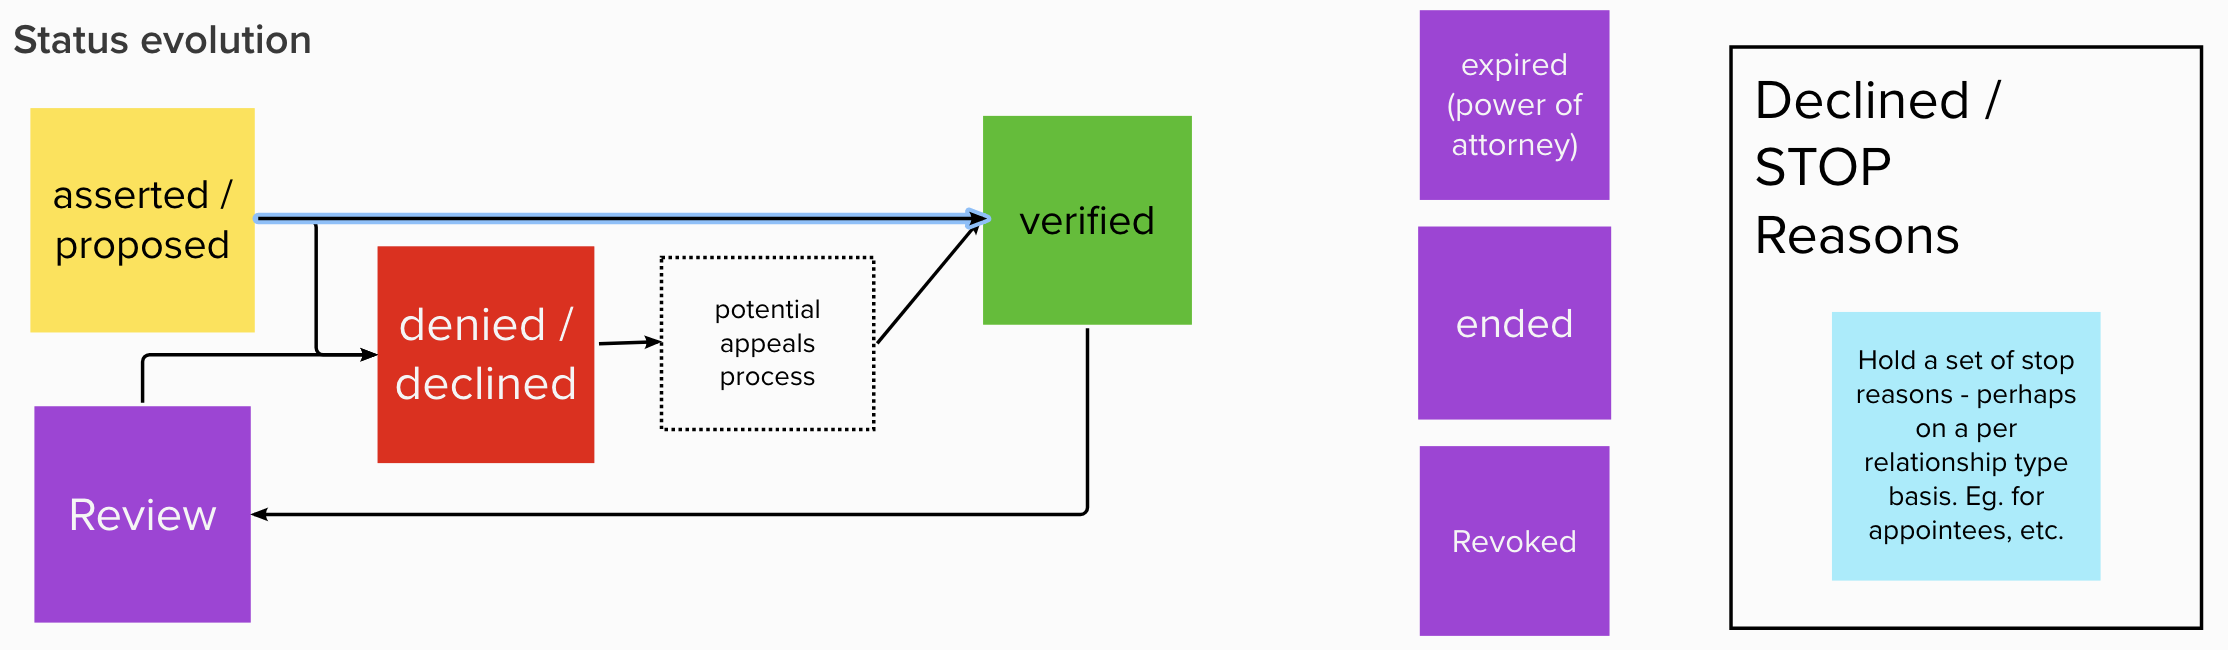 Status evolution
asserted /
proposed
denied /
declined
potential
appeals
process
verified
Review
expired
(power of
attorney)
ended
Revoked
Declined /
STOP
Reasons
Hold a set of stop
reasons - perhaps
on a per
relationship type
basis. Eg. for
appointees, etc.